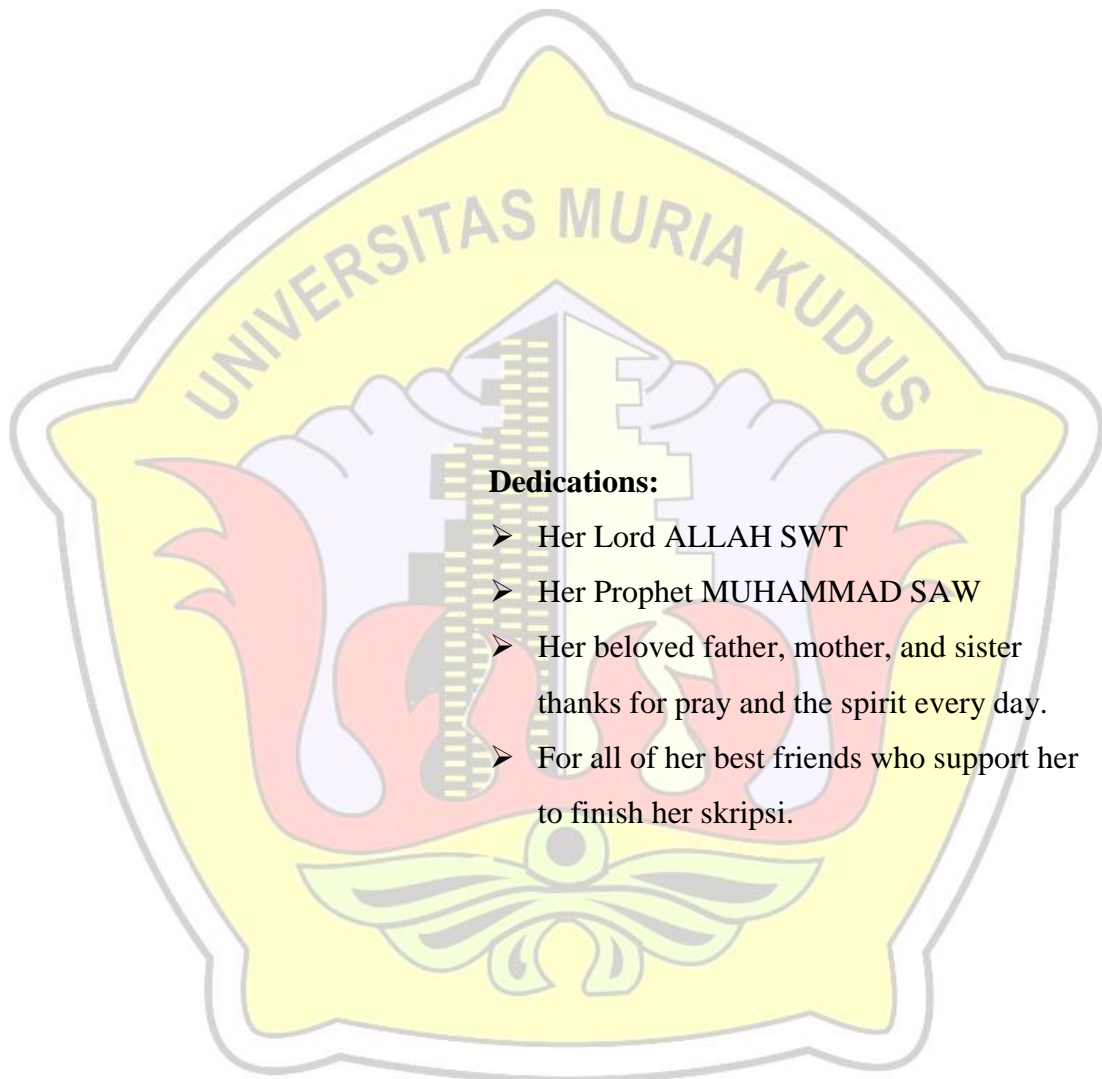 UNIVERSITAS MURIA KUDUS
Dedications:
➢ Her Lord ALLAH SWT
➢ Her Prophet MUHAMMAD SAW
➢ Her beloved father, mother, and sister
thanks for pray and the spirit every day.
➢ For all of her best friends who support her
to finish her skripsi.